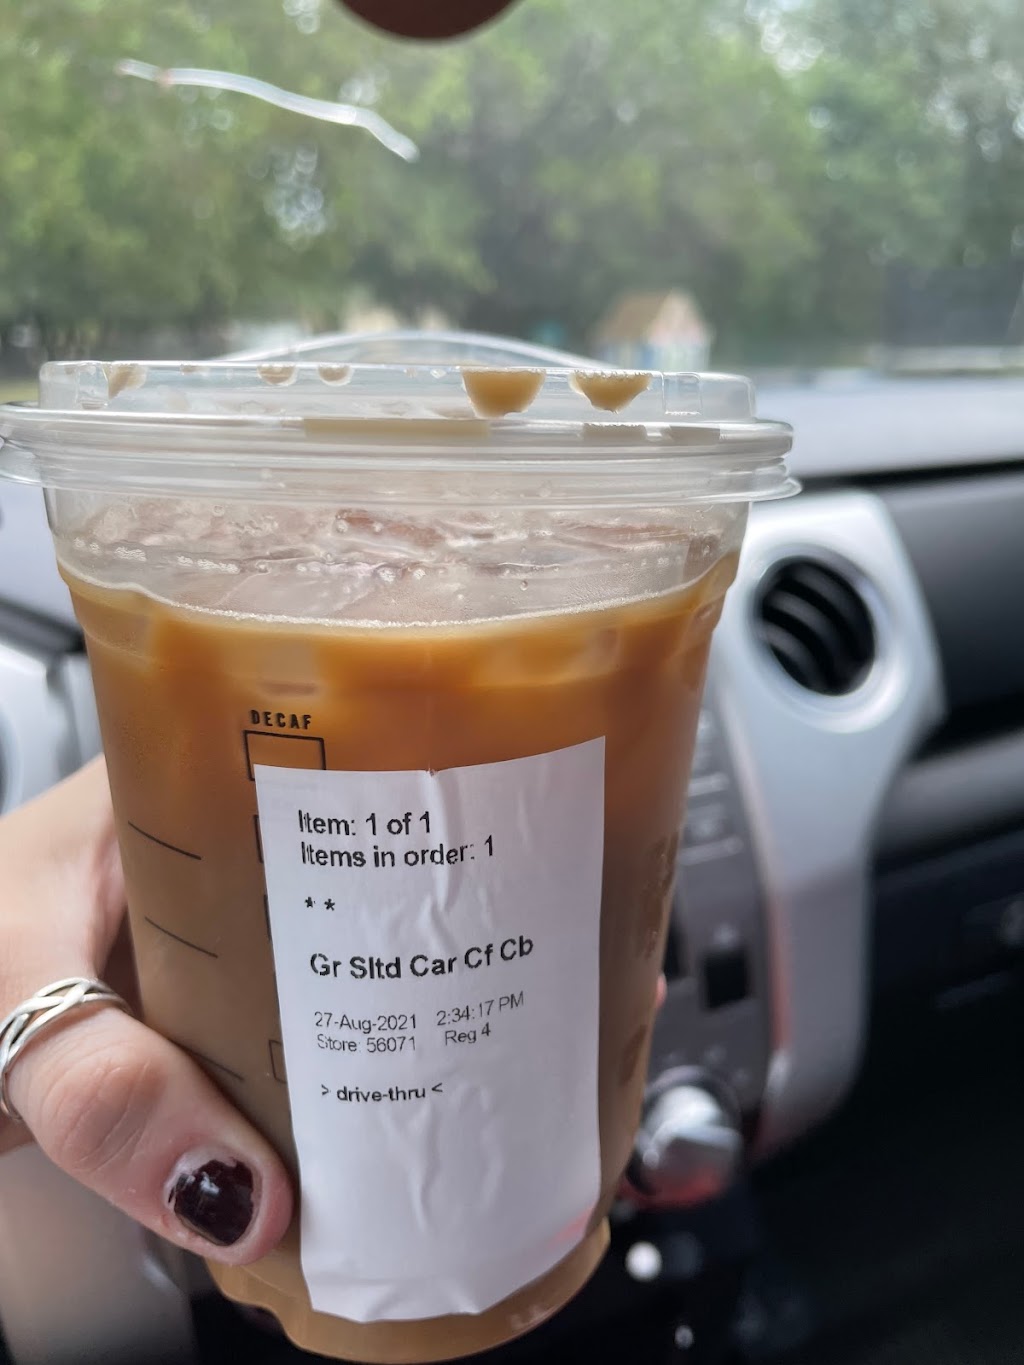 DECAF
Item: 1 of 1
Items in order: 1
* *
Gr Sltd Car Cf Cb
27-Aug-2021 2:34:17 PM
Store: 56071 Reg 4
> drive-thru <